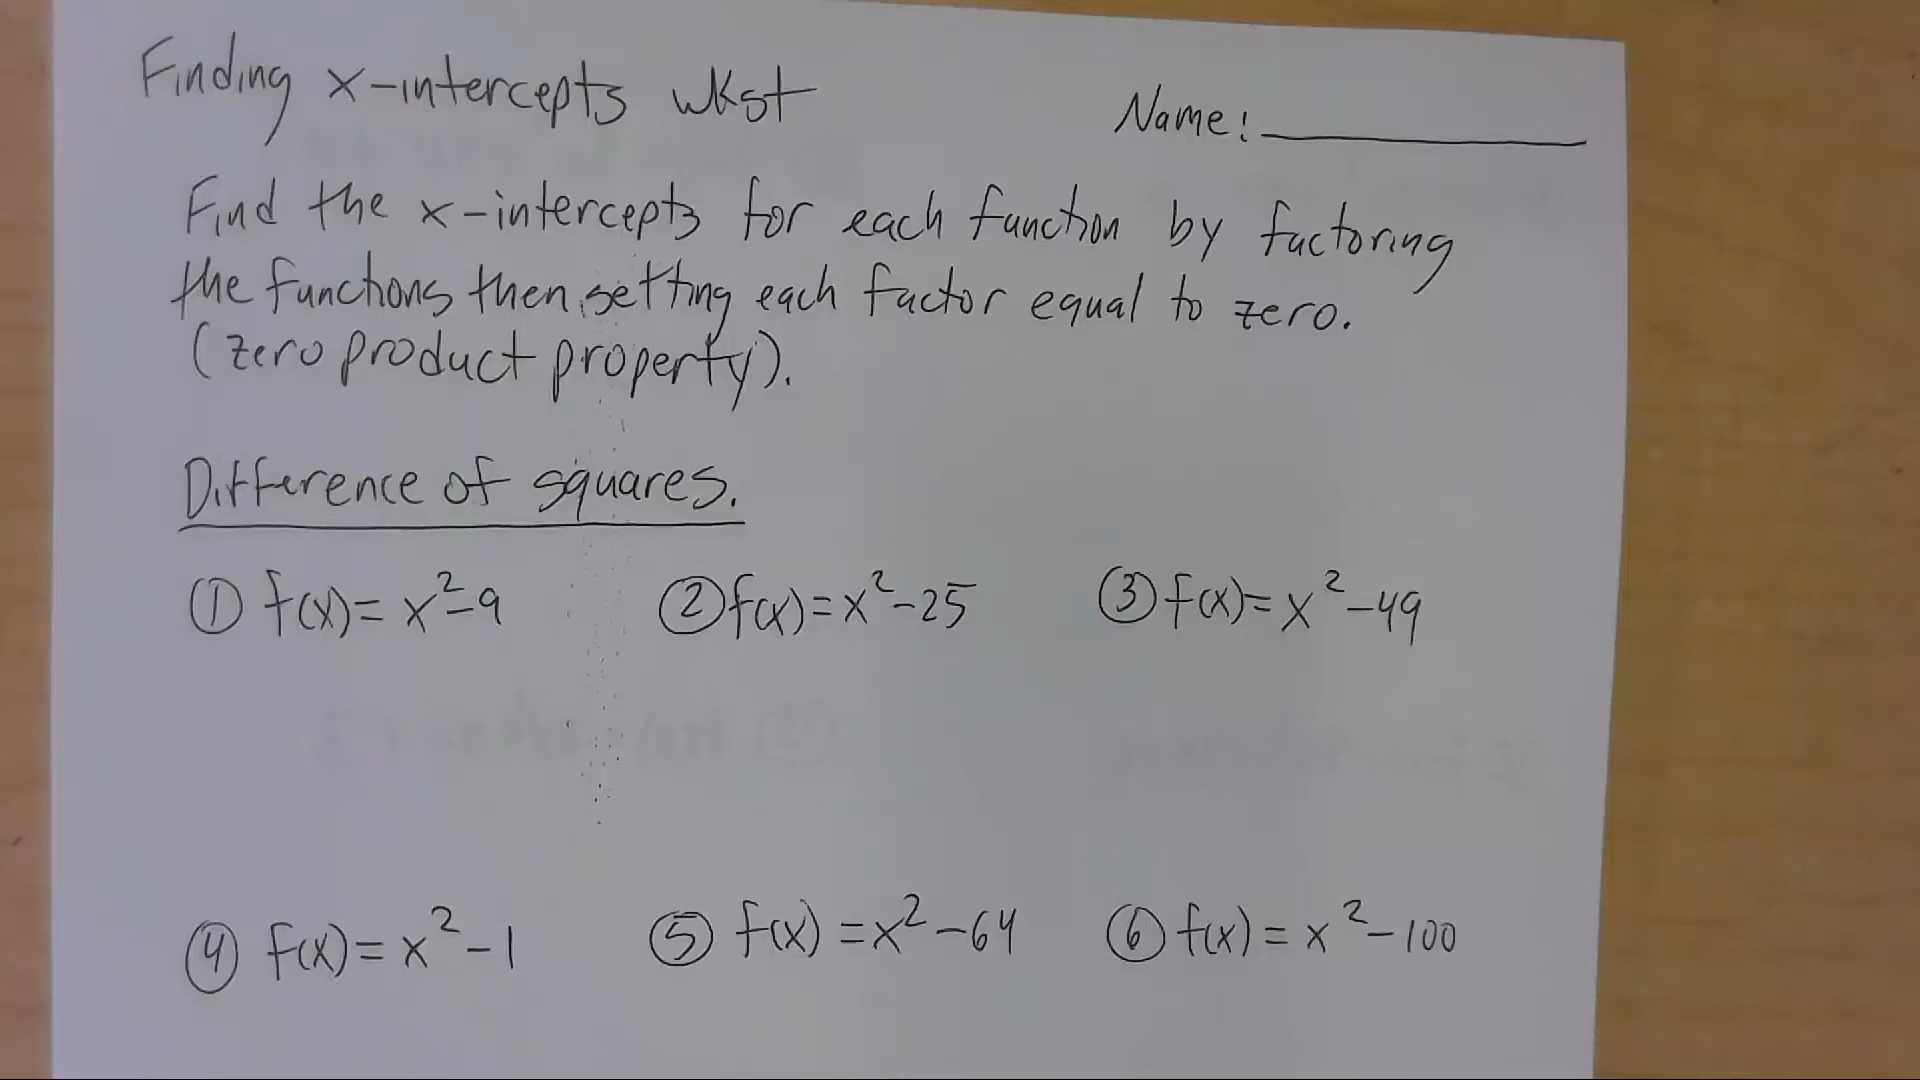 Finding x-intercepts wkst
Name: ____________
Find the x-intercepts for each function by factoring
the functions then setting each factor equal to zero.
(zero product property).
Difference of squares.
① f(x)= x²-9
② f(x)=x²-25
③ f(x)= x²-49
④ f(x)= x²-1
⑤ f(x) =x²-64
⑥ f(x)= x²-100